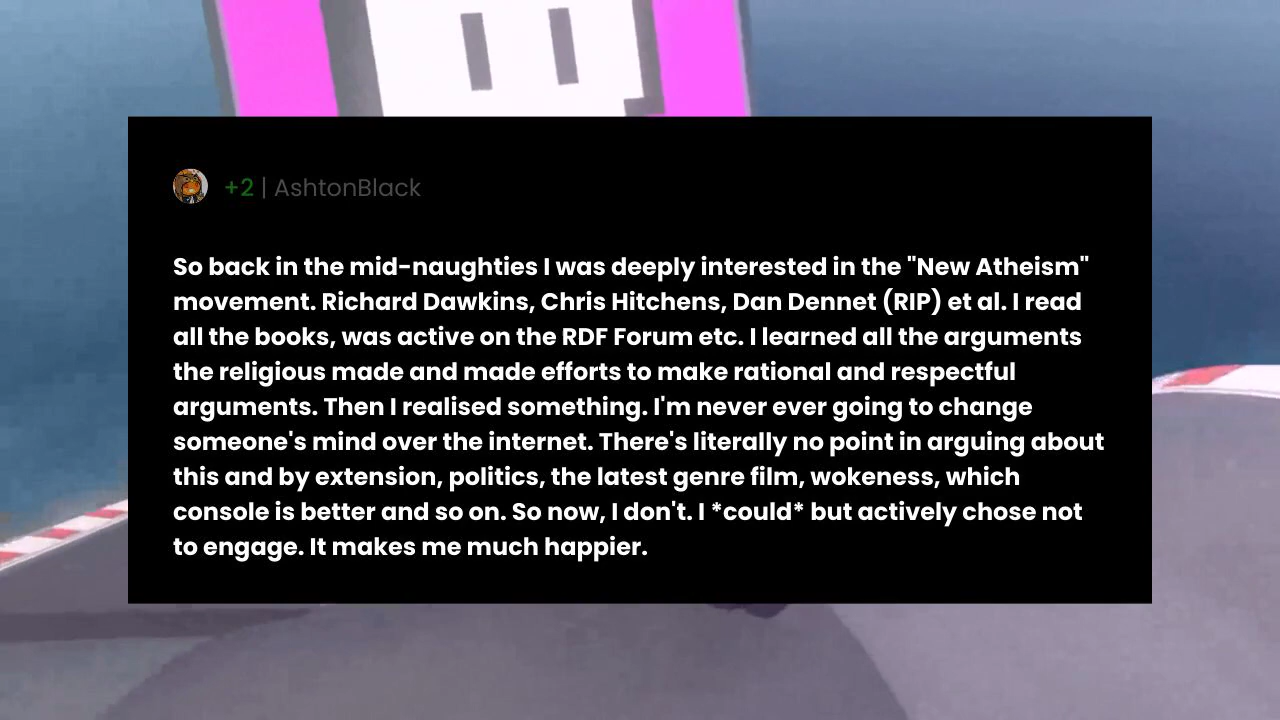 +2 | AshtonBlack
So back in the mid-naughties I was deeply interested in the "New Atheism"
movement. Richard Dawkins, Chris Hitchens, Dan Dennet (RIP) et al. I read
all the books, was active on the RDF Forum etc. I learned all the arguments
the religious made and made efforts to make rational and respectful
arguments. Then I realised something. I'm never ever going to change
someone's mind over the internet. There's literally no point in arguing about
this and by extension, politics, the latest genre film, wokeness, which
console is better and so on. So now, I don't. I *could* but actively chose not
to engage. It makes me much happier.